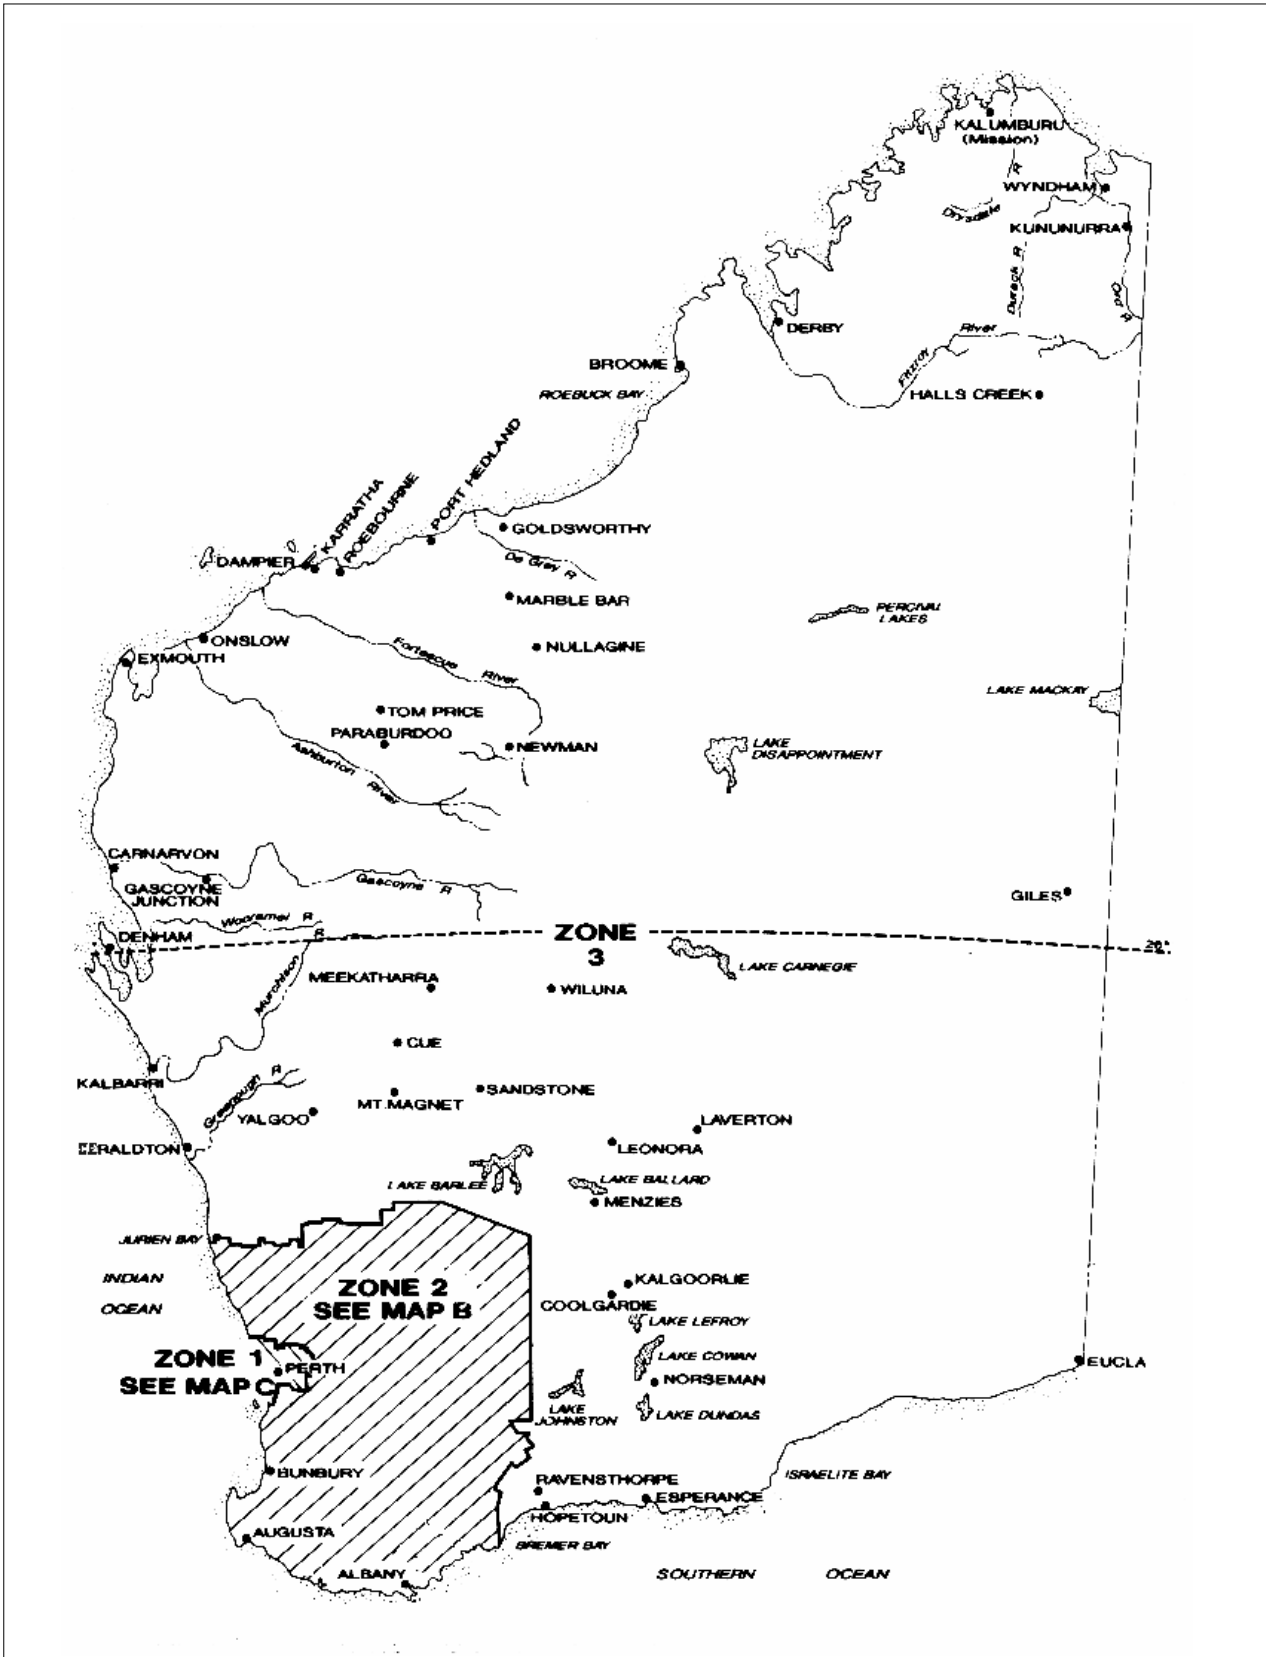 KALUMBURU
(Mission)
R
WYNDHAM
Drysdale
KUNUNURRA
Durack R
Ord
R
DERBY
River
Fitzroy
BROOME
ROEBUCK BAY
HALLS CREEK
PORT HEDLAND
KARRATHA
ROEBOURNE
GOLDSWORTHY
DAMPIER
De Grey R
MARBLE BAR
PERCIVAL
LAKES
ONSLOW
NULLAGINE
EXMOUTH
Fortescue
River
LAKE MACKAY
TOM PRICE
PARABURDOO
NEWMAN
LAKE
DISAPPOINTMENT
Ashburton
River
CARNARVON
GASCOYNE
JUNCTION
Gascoyne R
GILES
Wooramel R
DENHAM
R
ZONE
3
26°
LAKE CARNEGIE
MEEKATHARRA
Murchison
WILUNA
CUE
KALBARRI
Greenough R
MT.MAGNET
SANDSTONE
YALGOO
LAVERTON
ERALDTON
LEONORA
LAKE BARLEE
LAKE BALLARD
MENZIES
JURIEN BAY
INDIAN
OCEAN
ZONE 2
SEE MAP B
KALGOORLIE
COOLGARDIE
LAKE LEFROY
ZONE 1
SEE MAP C
PERTH
LAKE COWAN
NORSEMAN
EUCLA
LAKE
JOHNSTON
LAKE DUNDAS
BUNBURY
RAVENSTHORPE
ISRAELITE BAY
ESPERANCE
HOPETOUN
AUGUSTA
BREMER BAY
ALBANY
SOUTHERN OCEAN